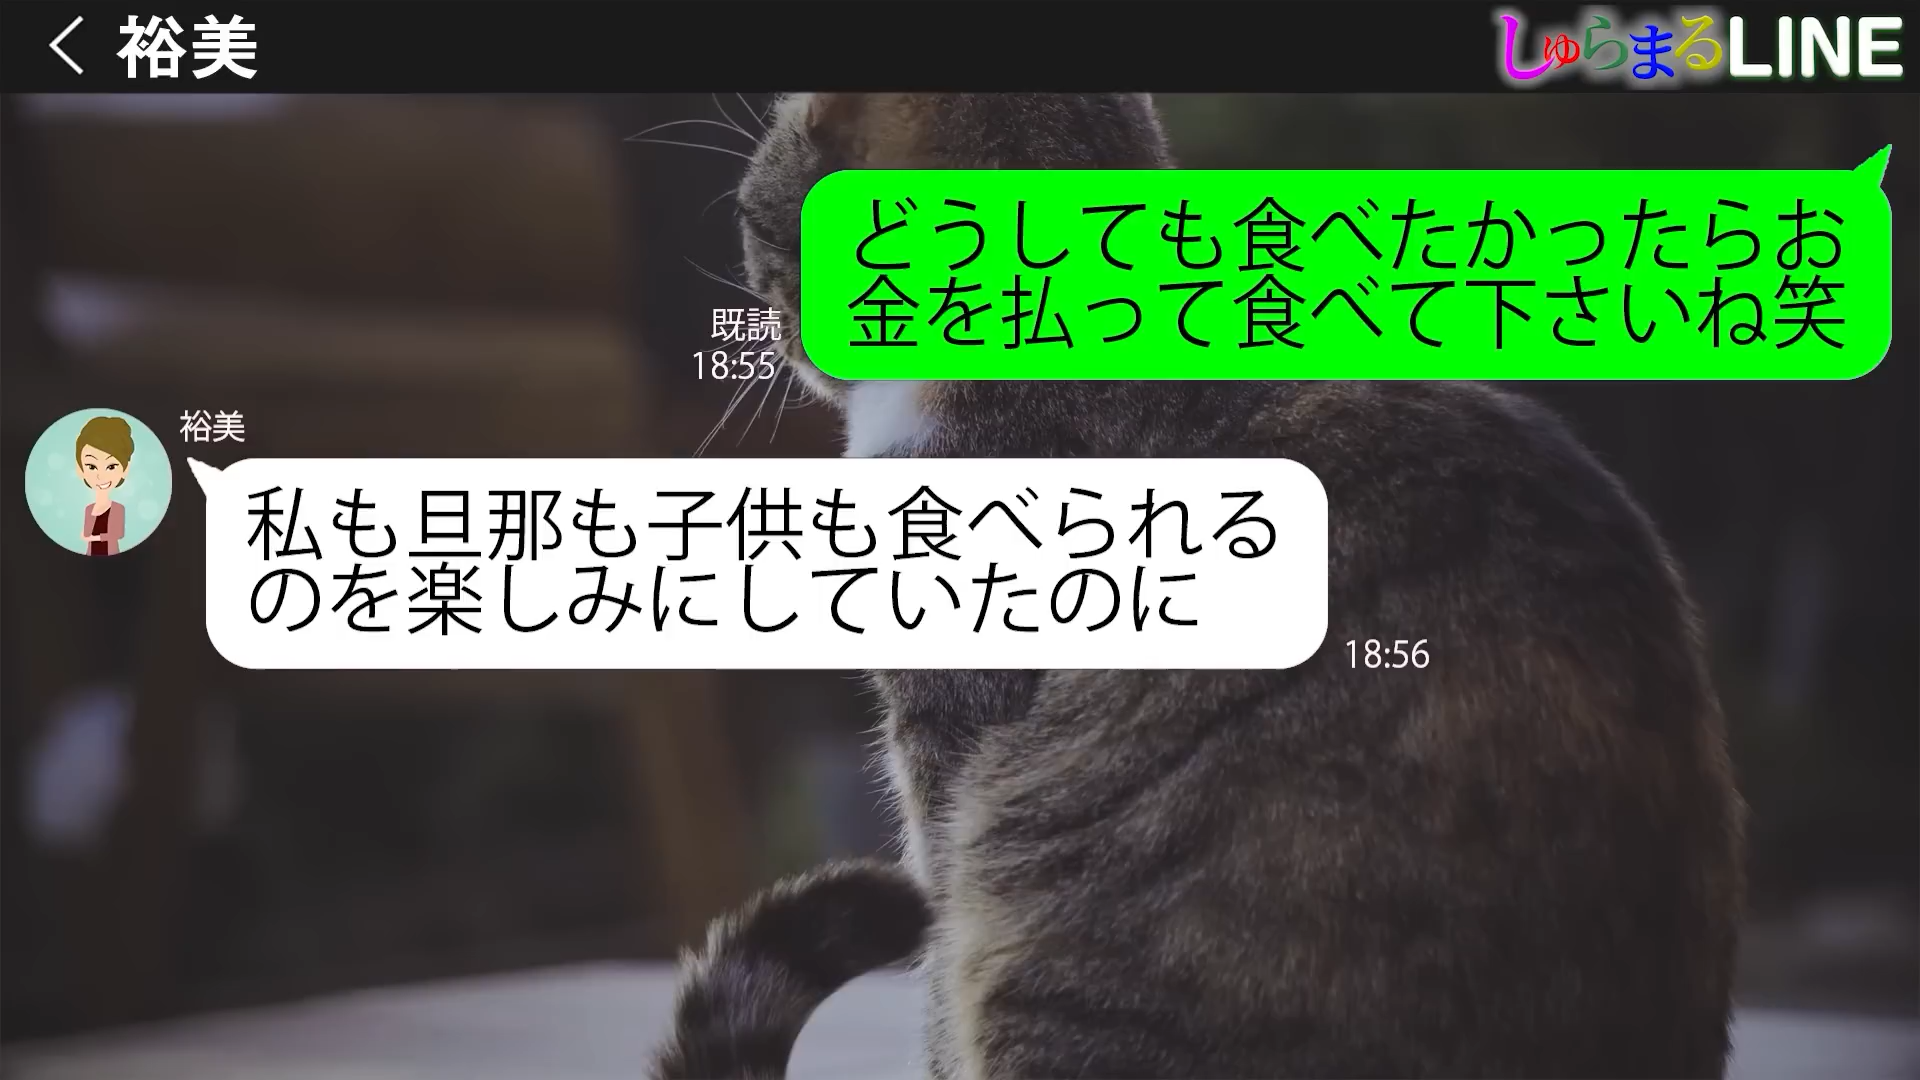 裕美
しゅらまるLINE
どうしても食べたかったらお
金を払って食べて下さいね笑
既読
18:55
裕美
私も旦那も子供も食べられる
のを楽しみにしていたのに
18:56